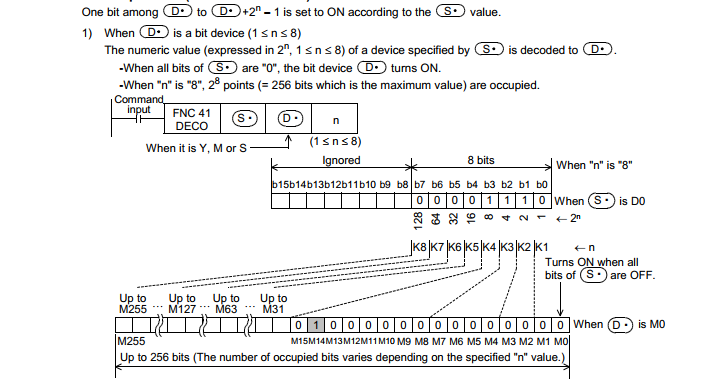 One bit among (D•) to (D•)+2ⁿ – 1 is set to ON according to the (S•) value.
1) When (D•) is a bit device (1 ≤ n ≤ 8)
The numeric value (expressed in 2ⁿ, 1 ≤ n ≤ 8) of a device specified by (S•) is decoded to (D•).
-When all bits of (S•) are "0", the bit device (D•) turns ON.
-When "n" is "8", 2⁸ points (= 256 bits which is the maximum value) are occupied.
Command
input
FNC 41
DECO
S•
D•
n
When it is Y, M or S
(1 ≤ n ≤ 8)
Ignored
8 bits
When "n" is "8"
b15 b14 b13 b12 b11 b10 b9 b8 b7 b6 b5 b4 b3 b2 b1 b0
0 0 0 0 1 1 1 0 When (S•) is D0
128 64 32 16 8 4 2 1 ← 2ⁿ
K8 K7 K6 K5 K4 K3 K2 K1 ← n
Turns ON when all
bits of (S•) are OFF.
Up to M255 ... Up to M127 ... Up to M63 ... Up to M31
0 1 0 0 0 0 0 0 0 0 0 0 0 0 0 0 When (D•) is M0
M255 M15 M14 M13 M12 M11 M10 M9 M8 M7 M6 M5 M4 M3 M2 M1 M0
Up to 256 bits (The number of occupied bits varies depending on the specified "n" value.)